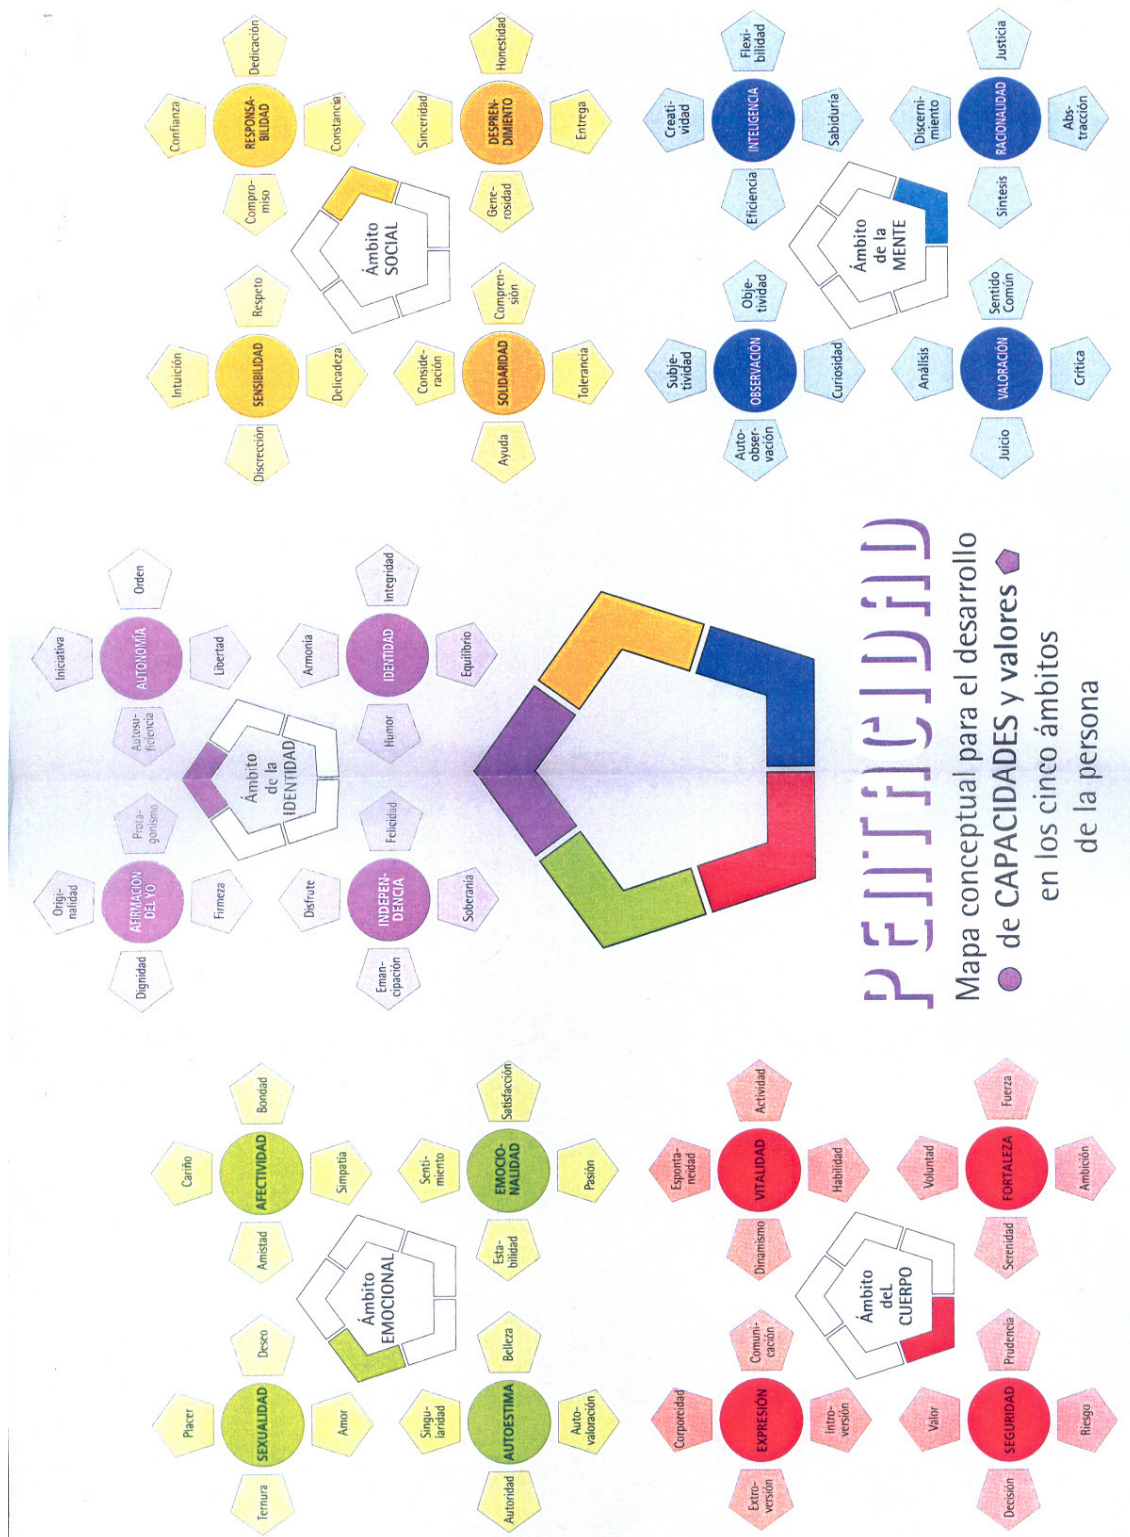 Placer
Ternura
SEXUALIDAD
Deseo
Amor
Cariño
Amistad
AFECTIVIDAD
Bondad
Simpatía
Ámbito
EMOCIONAL
Singu-
laridad
Autoridad
AUTOESTIMA
Belleza
Auto-
valoración
Senti-
miento
Esta-
bilidad
EMOCIO-
NALIDAD
Satisfacción
Pasión
Origi-
nalidad
Dignidad
AFIRMACIÓN
DEL YO
Prota-
gonismo
Firmeza
Iniciativa
Autosu-
ficiencia
AUTONOMÍA
Orden
Libertad
Ámbito
de la
IDENTIDAD
Disfrute
Eman-
cipación
INDEPEN-
DENCIA
Felicidad
Soberanía
Armonía
Humor
IDENTIDAD
Integridad
Equilibrio
Intuición
Discrección
SENSIBILIDAD
Respeto
Delicadeza
Confianza
Compro-
miso
RESPONSA-
BILIDAD
Dedicación
Constancia
Ámbito
SOCIAL
Conside-
ración
Ayuda
SOLIDARIDAD
Compren-
sión
Tolerancia
Sinceridad
Gene-
rosidad
DESPREN-
DIMIENTO
Honestidad
Entrega
Corporeidad
Extro-
versión
EXPRESIÓN
Comuni-
cación
Intro-
versión
Espont a-
neidad
Dinamismo
VITALIDAD
Actividad
Habilidad
Ámbito
deL
CUERPO
Valor
Decisión
SEGURIDAD
Prudencia
Riesgo
Voluntad
Serenidad
FORTALEZA
Fuerza
Ambición
PENTACIDAD
Mapa conceptual para el desarrollo
de CAPACIDADES y valores
en los cinco ámbitos
de la persona
Subje-
tividad
Auto-
obser-
vación
OBSERVACIÓN
Obje-
tividad
Curiosidad
Creati-
vidad
Eficiencia
INTELIGENCIA
Flexi-
bilidad
Sabiduría
Ámbito
de la
MENTE
Análisis
Juicio
VALORACIÓN
Sentido
Común
Crítica
Discerni-
miento
Síntesis
RACIONALIDAD
Justicia
Abs-
tracción